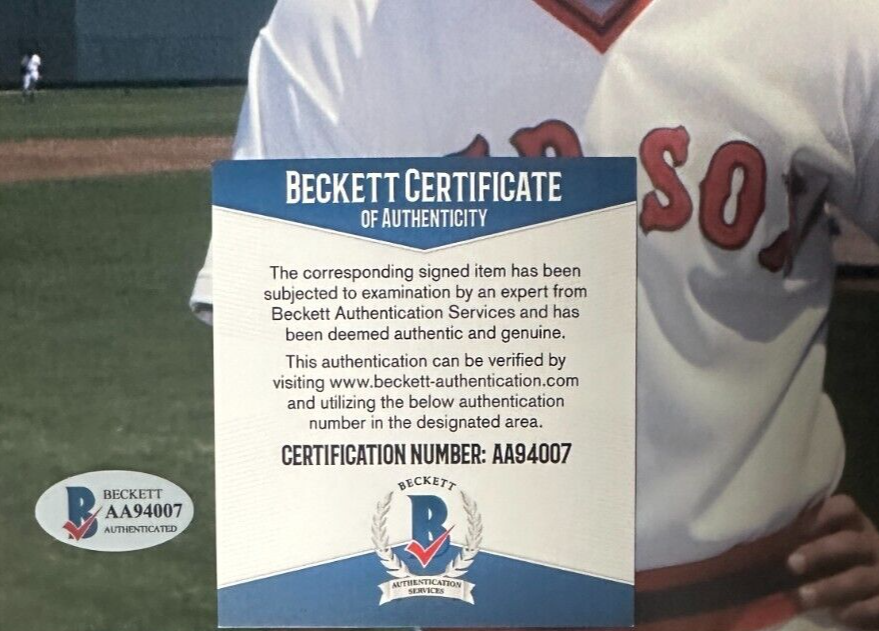 RED SO
BECKETT CERTIFICATE
OF AUTHENTICITY
The corresponding signed item has been
subjected to examination by an expert from
Beckett Authentication Services and has
been deemed authentic and genuine.
This authentication can be verified by
visiting www.beckett-authentication.com
and utilizing the below authentication
number in the designated area.
CERTIFICATION NUMBER: AA94007
BECKETT
B
AUTHENTICATION
SERVICES
B
BECKETT
AA94007
AUTHENTICATED